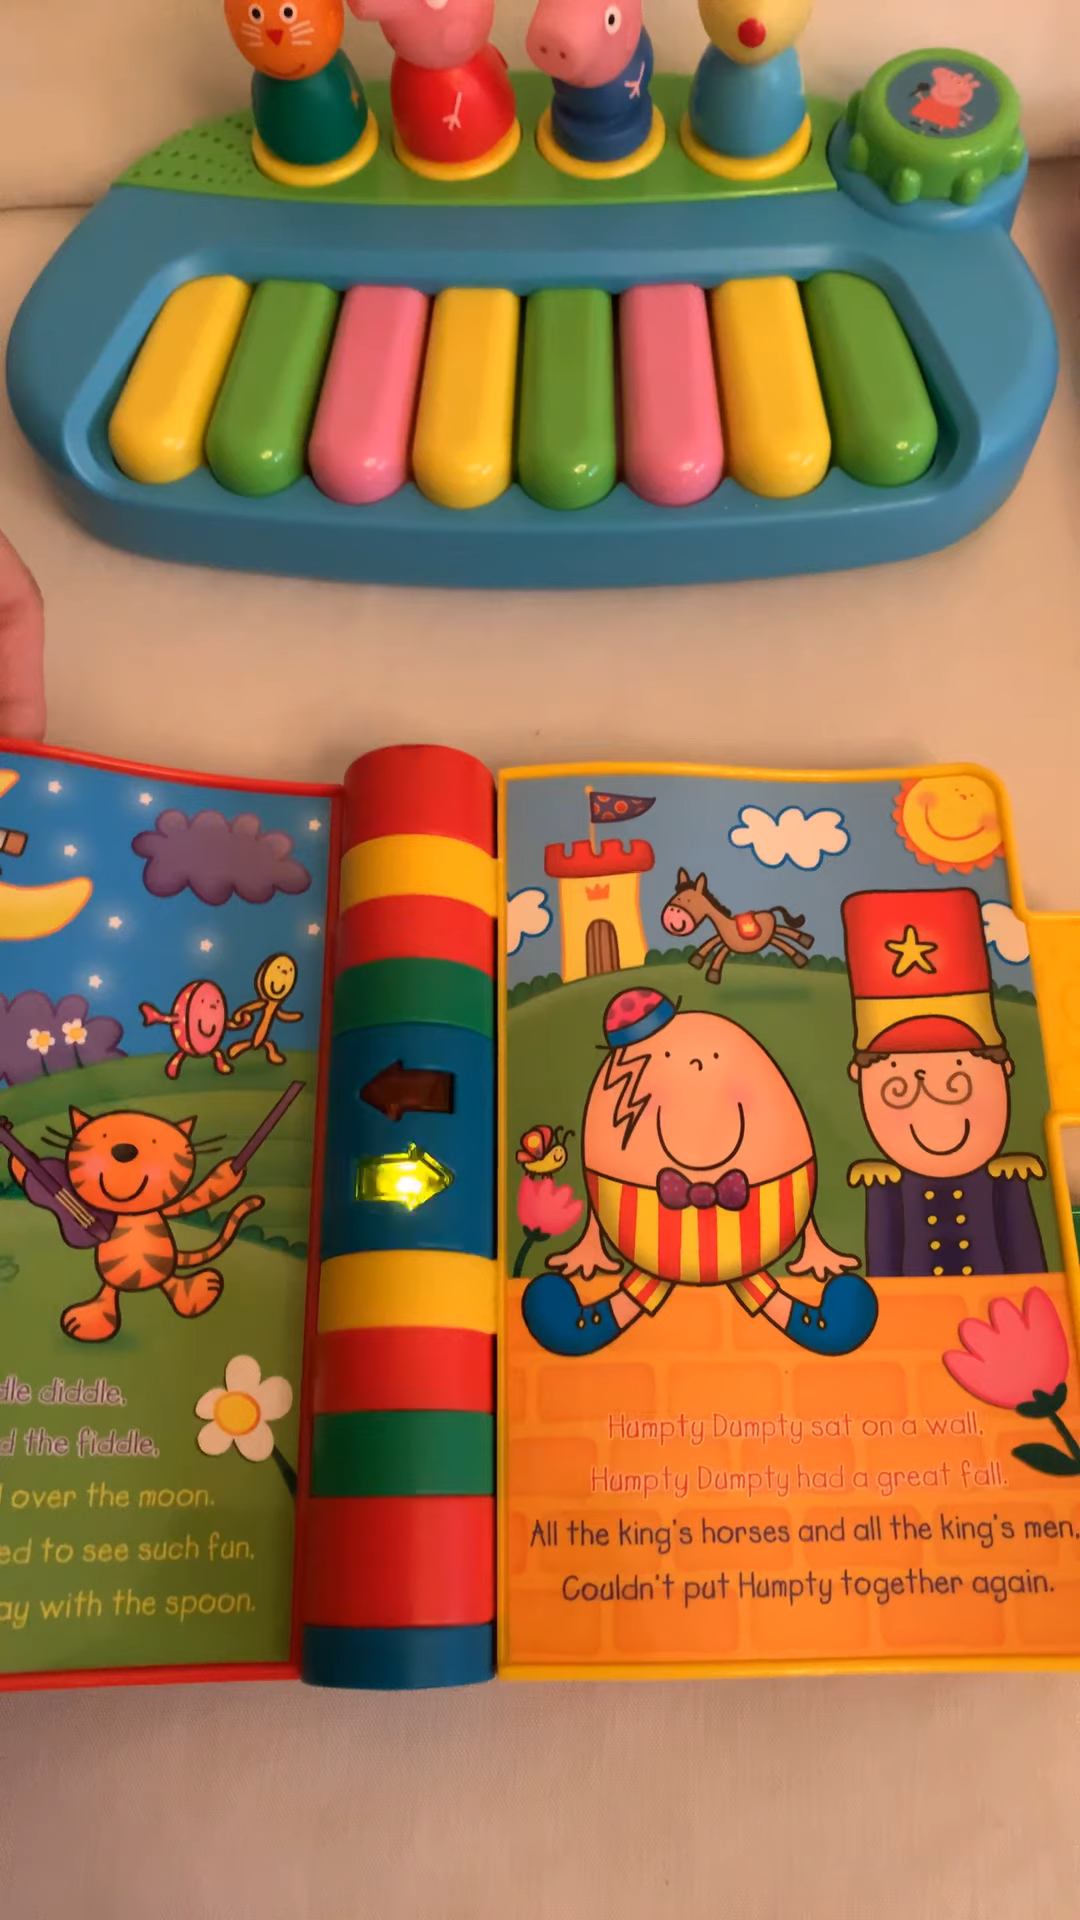 dle diddle,
d the fiddle,
over the moon.
ed to see such fun,
ay with the spoon.
Humpty Dumpty sat on a wall,
Humpty Dumpty had a great fall.
All the king's horses and all the king's men,
Couldn't put Humpty together again.